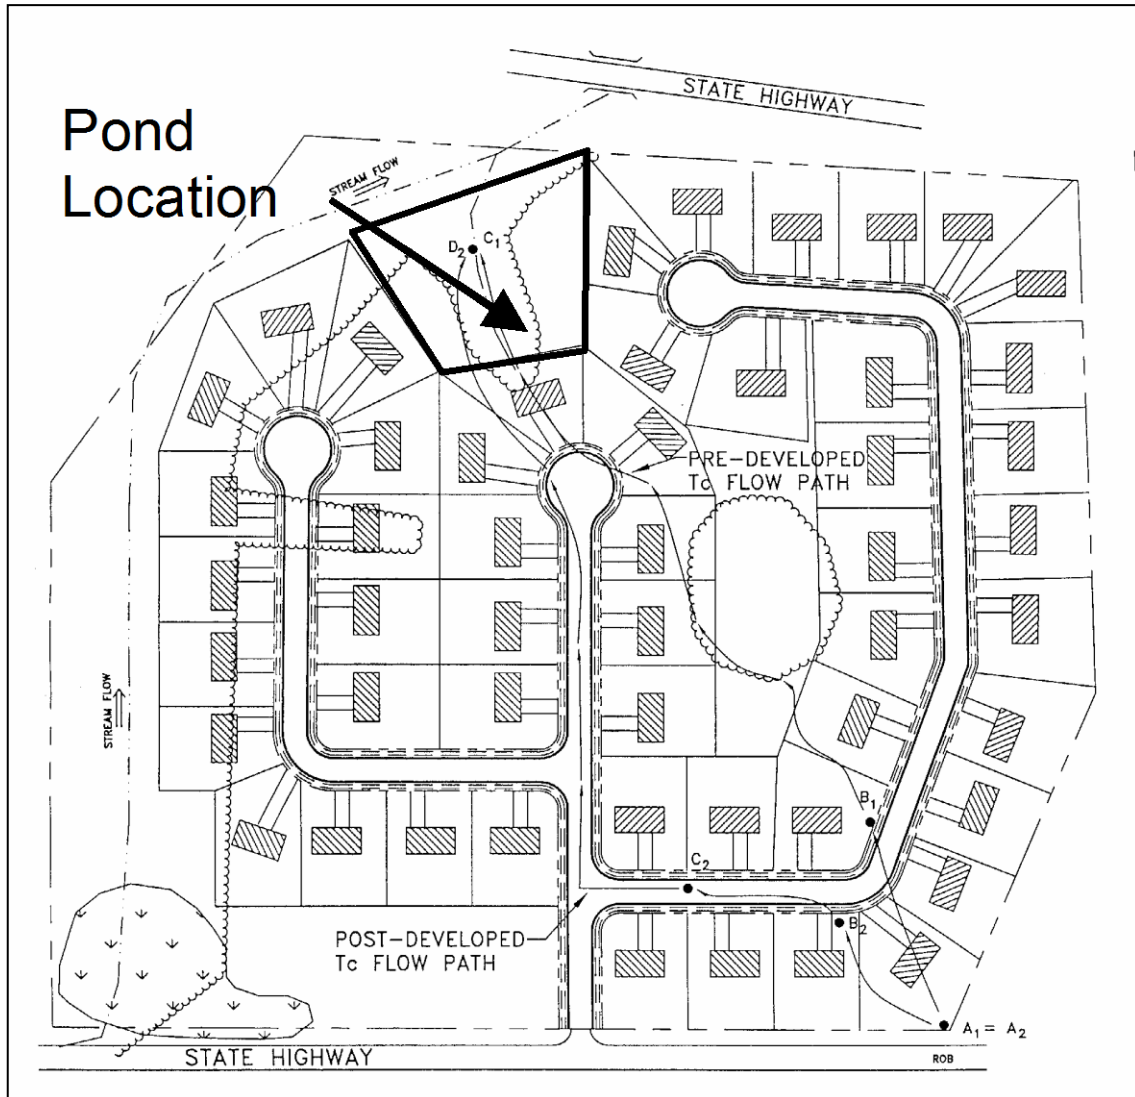 STATE HIGHWAY
Pond
Location
STREAM FLOW
D2 C1
PRE-DEVELOPED
Tc FLOW PATH
STREAM FLOW
B1
C2
B2
POST-DEVELOPED
Tc FLOW PATH
A1 = A2
STATE HIGHWAY
ROB